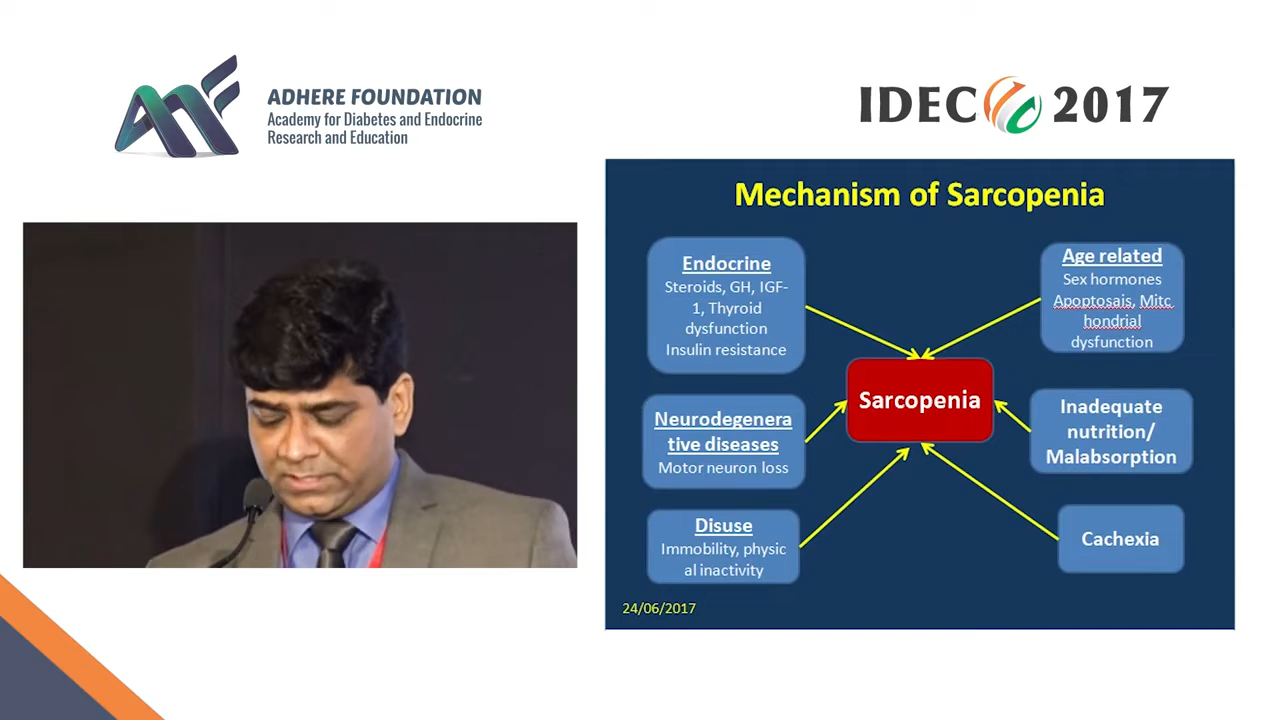 ADHERE FOUNDATION
Academy for Diabetes and Endocrine
Research and Education
IDEC 2017
Mechanism of Sarcopenia
Endocrine
Steroids, GH, IGF-
1, Thyroid
dysfunction
Insulin resistance
Neurodegenera
tive diseases
Motor neuron loss
Disuse
Immobility, physic
al inactivity
Sarcopenia
Age related
Sex hormones
Apoptosais, Mitc
hondrial
dysfunction
Inadequate
nutrition/
Malabsorption
Cachexia
24/06/2017